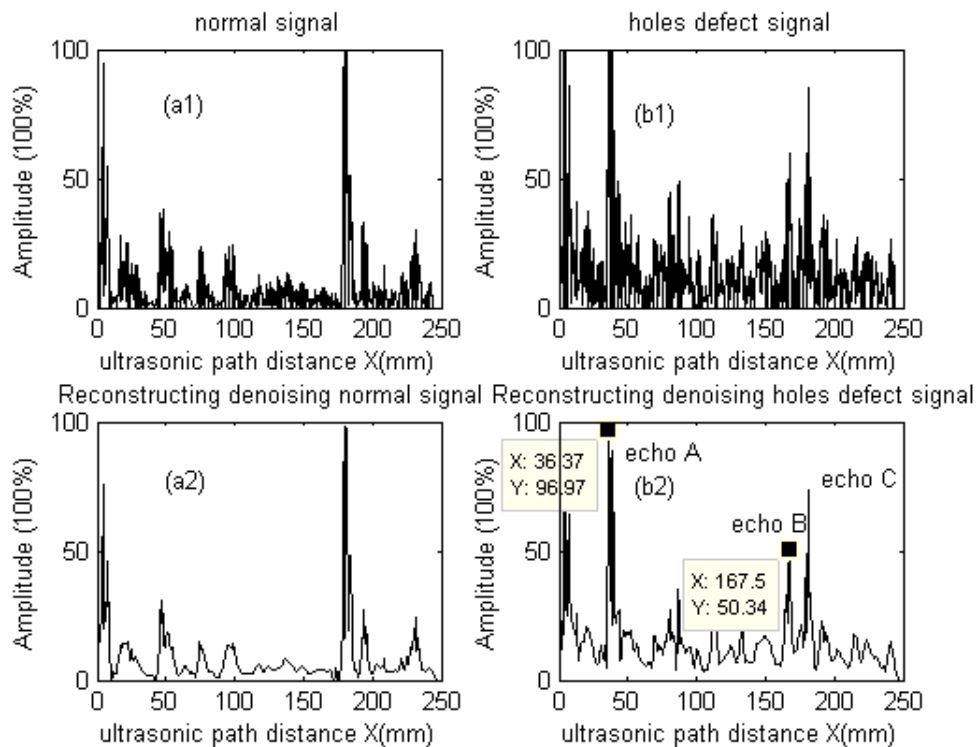 normal signal
holes defect signal
100
50
0
Amplitude (100%)
(a1)
0 50 100 150 200 250
ultrasonic path distance X(mm)
100
50
0
Amplitude (100%)
(b1)
0 50 100 150 200 250
ultrasonic path distance X(mm)
Reconstructing denoising normal signal
Reconstructing denoising holes defect signal
100
50
0
Amplitude (100%)
(a2)
0 50 100 150 200 250
ultrasonic path distance X(mm)
100
50
0
Amplitude (100%)
X: 36.37
Y: 96.97
echo A
(b2)
echo C
echo B
X: 167.5
Y: 50.34
0 50 100 150 200 250
ultrasonic path distance X(mm)